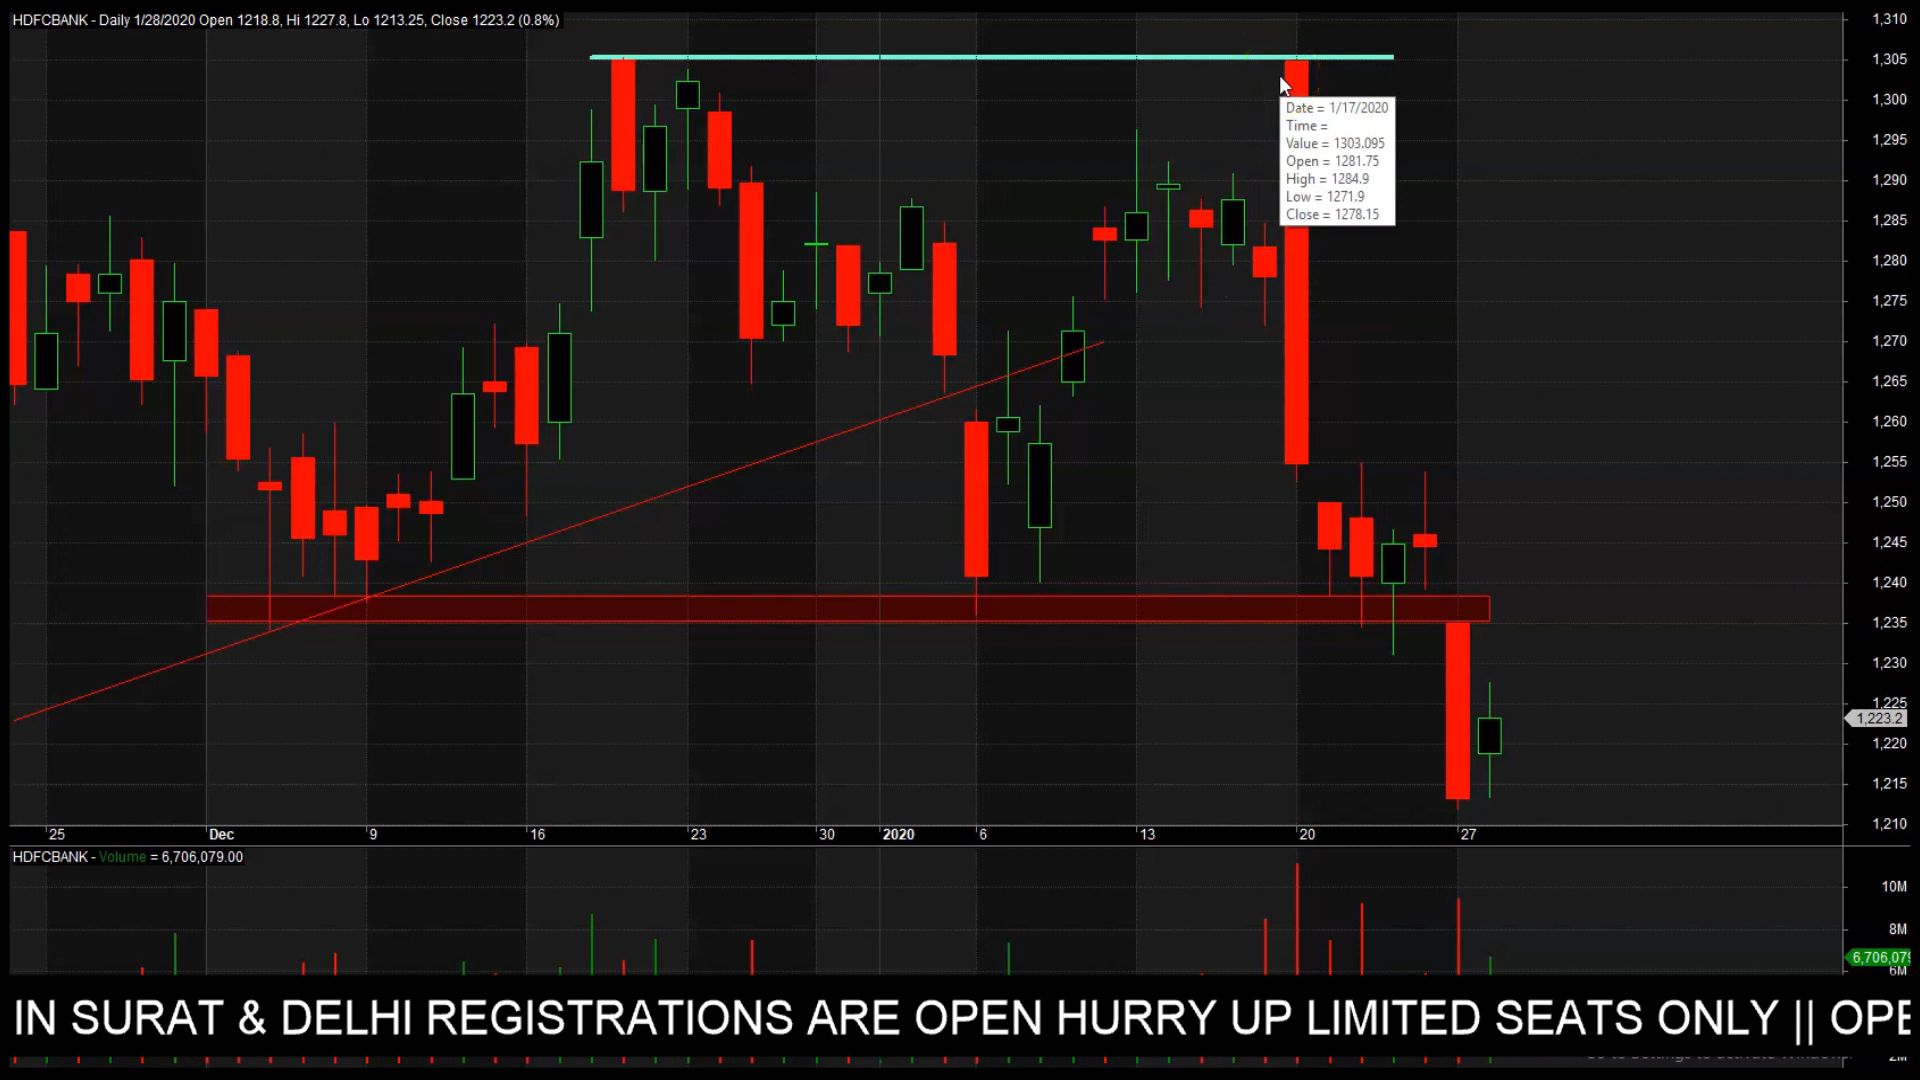 HDFCBANK - Daily 1/28/2020 Open 1218.8, Hi 1227.8, Lo 1213.25, Close 1223.2 (0.8%)
1,310
1,305
1,300
1,295
1,290
1,285
1,280
1,275
1,270
1,265
1,260
1,255
1,250
1,245
1,240
1,235
1,230
1,225
1,223.2
1,220
1,215
1,210
Date = 1/17/2020
Time =
Value = 1303.095
Open = 1281.75
High = 1284.9
Low = 1271.9
Close = 1278.15
25 Dec 9 16 23 30 2020 6 13 20 27
HDFCBANK - Volume = 6,706,079.00
10M
8M
6,706,079
6M
IN SURAT & DELHI REGISTRATIONS ARE OPEN HURRY UP LIMITED SEATS ONLY || OPE